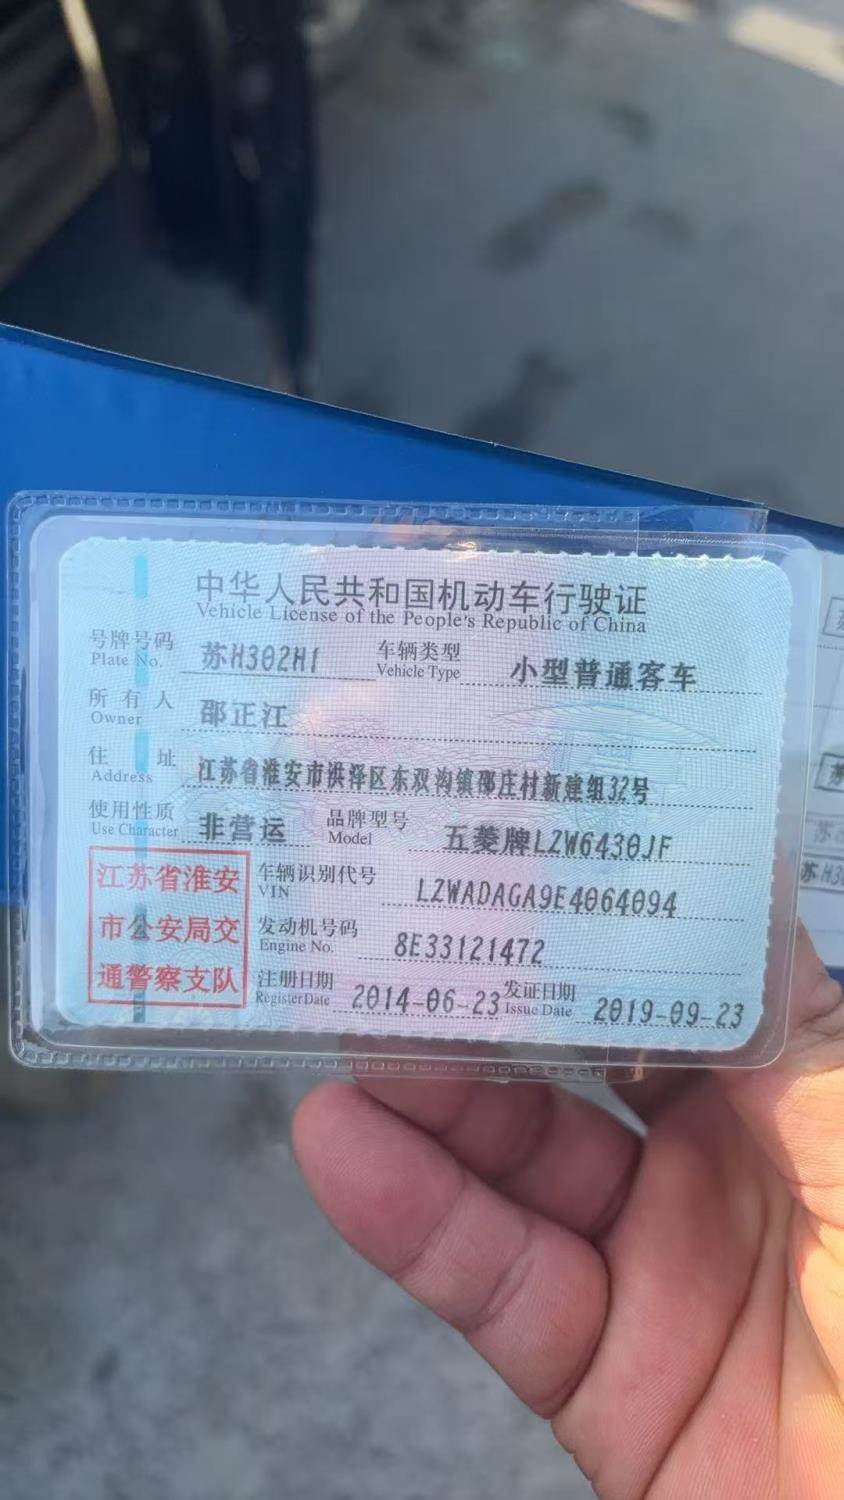 中华人民共和国机动车行驶证
Vehicle License of the People's Republic of China
号牌号码 苏H302H1 车辆类型 小型普通客车
Plate No. Vehicle Type
所有人 邵正江
Owner
住址 江苏省淮安市洪泽区东双沟镇邵庄村新建组32号
Address
使用性质 非营运 品牌型号 五菱牌LZW6430JF
Use Character Model
江苏省淮安 车辆识别代号 LZWADAGA9E4064094
VIN
市公安局交 发动机号码 8E33121472
Engine No.
通警察支队 注册日期 2014-06-23 发证日期 2019-09-23
Register Date Issue Date